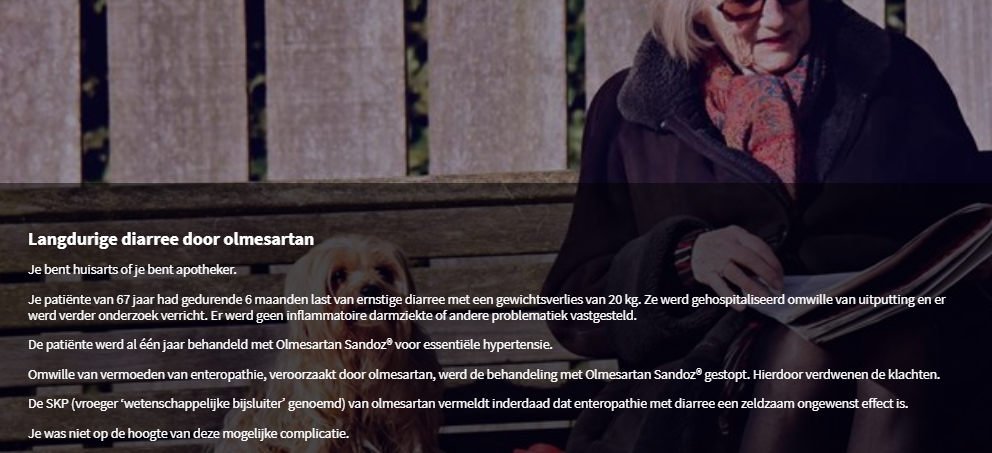 Langdurige diarree door olmesartan
Je bent huisarts of je bent apotheker.
Je patiënte van 67 jaar had gedurende 6 maanden last van ernstige diarree met een gewichtsverlies van 20 kg. Ze werd gehospitaliseerd omwille van uitputting en er
werd verder onderzoek verricht. Er werd geen inflammatoire darmziekte of andere problematiek vastgesteld.
De patiënte werd al één jaar behandeld met Olmesartan Sandoz® voor essentiële hypertensie.
Omwille van vermoeden van enteropathie, veroorzaakt door olmesartan, werd de behandeling met Olmesartan Sandoz® gestopt. Hierdoor verdwenen de klachten.
De SKP (vroeger ‘wetenschappelijke bijsluiter’ genoemd) van olmesartan vermeldt inderdaad dat enteropathie met diarree een zeldzaam ongewenst effect is.
Je was niet op de hoogte van deze mogelijke complicatie.